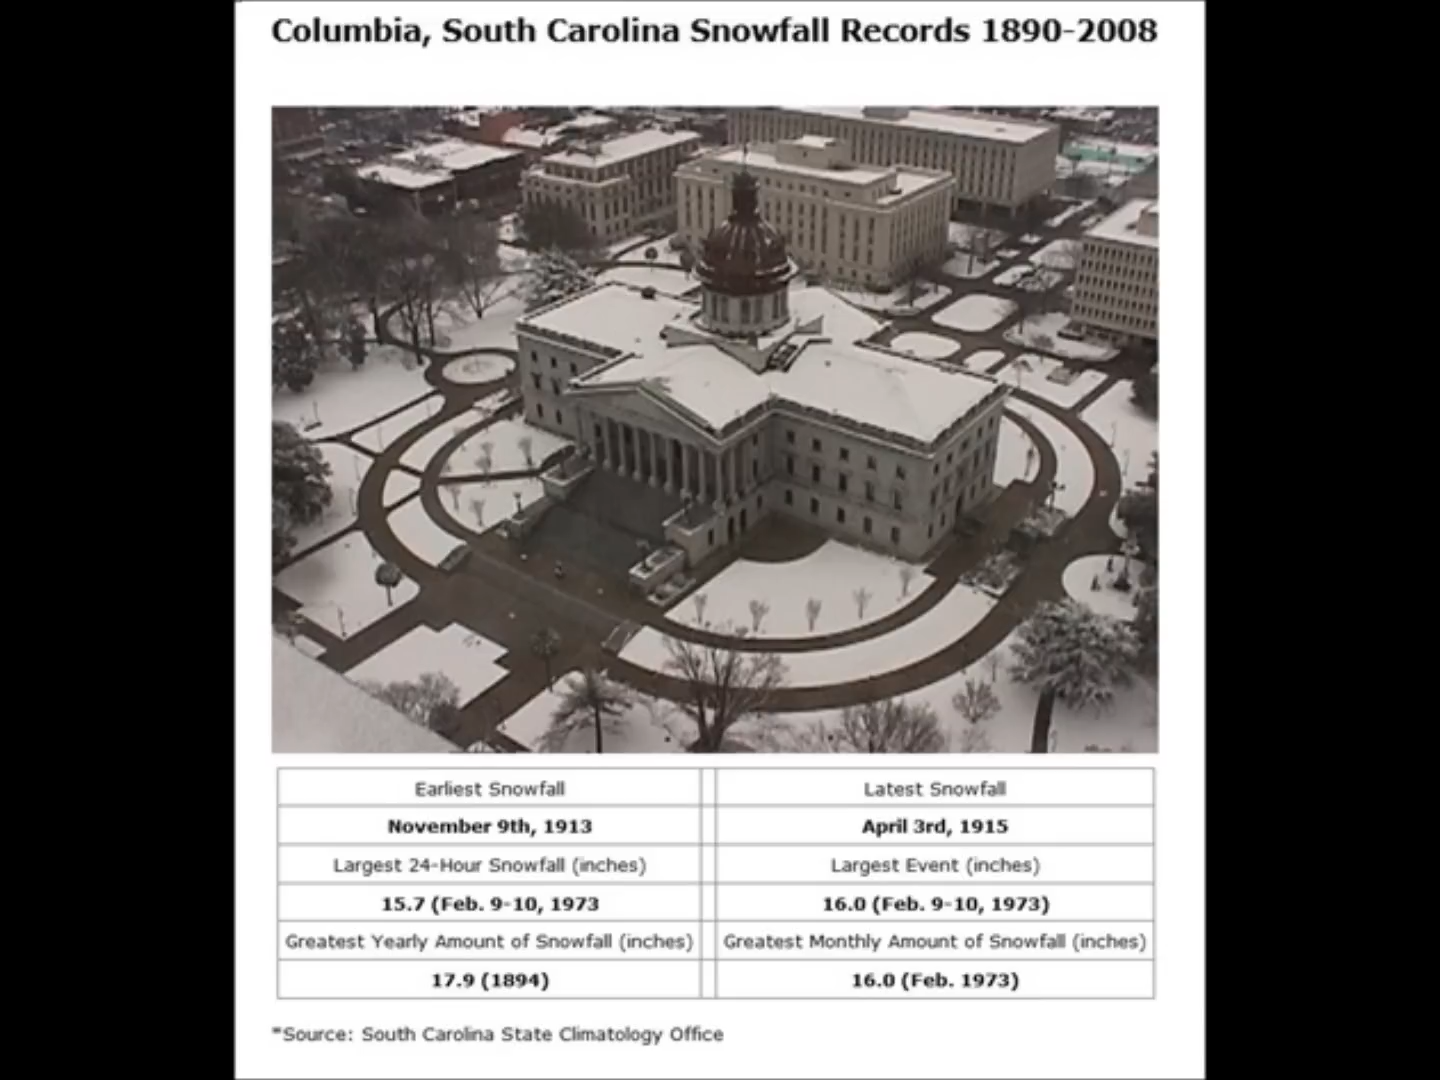 Columbia, South Carolina Snowfall Records 1890-2008
Earliest Snowfall
Latest Snowfall
November 9th, 1913
April 3rd, 1915
Largest 24-Hour Snowfall (inches)
Largest Event (inches)
15.7 (Feb. 9-10, 1973
16.0 (Feb. 9-10, 1973)
Greatest Yearly Amount of Snowfall (inches)
Greatest Monthly Amount of Snowfall (inches)
17.9 (1894)
16.0 (Feb. 1973)
*Source: South Carolina State Climatology Office